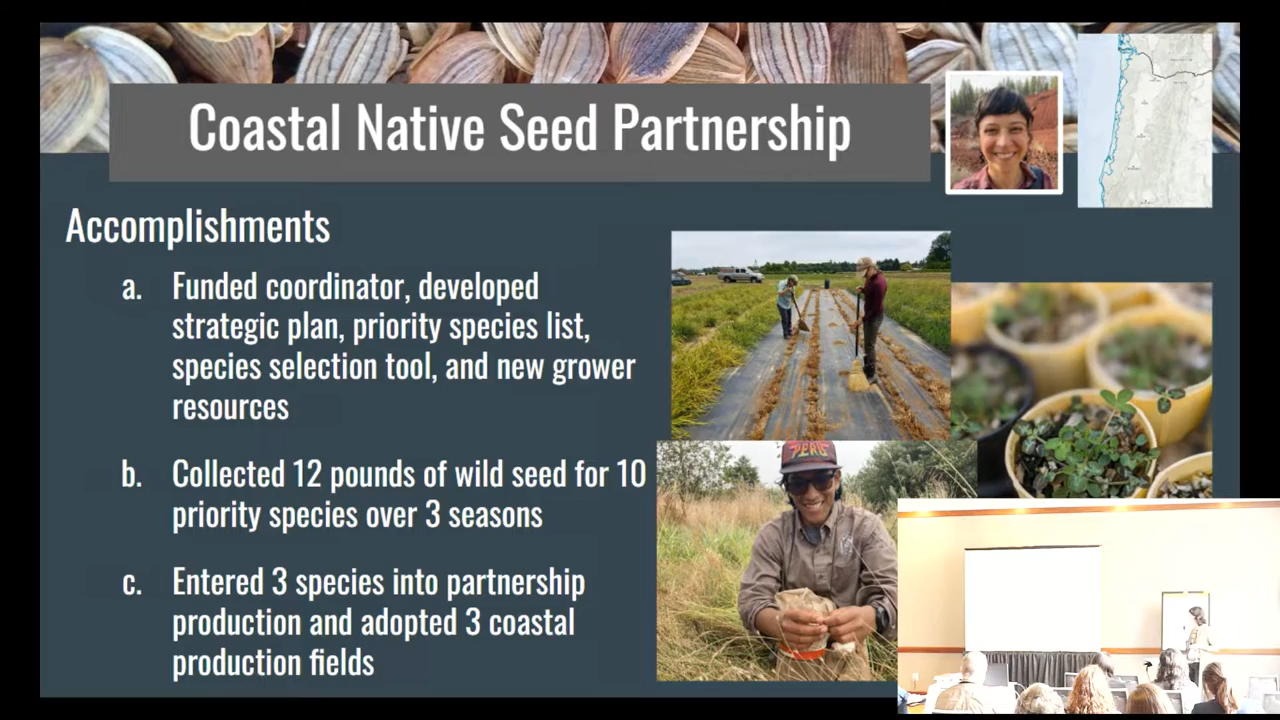 Coastal Native Seed Partnership
Accomplishments
a. Funded coordinator, developed
strategic plan, priority species list,
species selection tool, and new grower
resources
b. Collected 12 pounds of wild seed for 10
priority species over 3 seasons
c. Entered 3 species into partnership
production and adopted 3 coastal
production fields